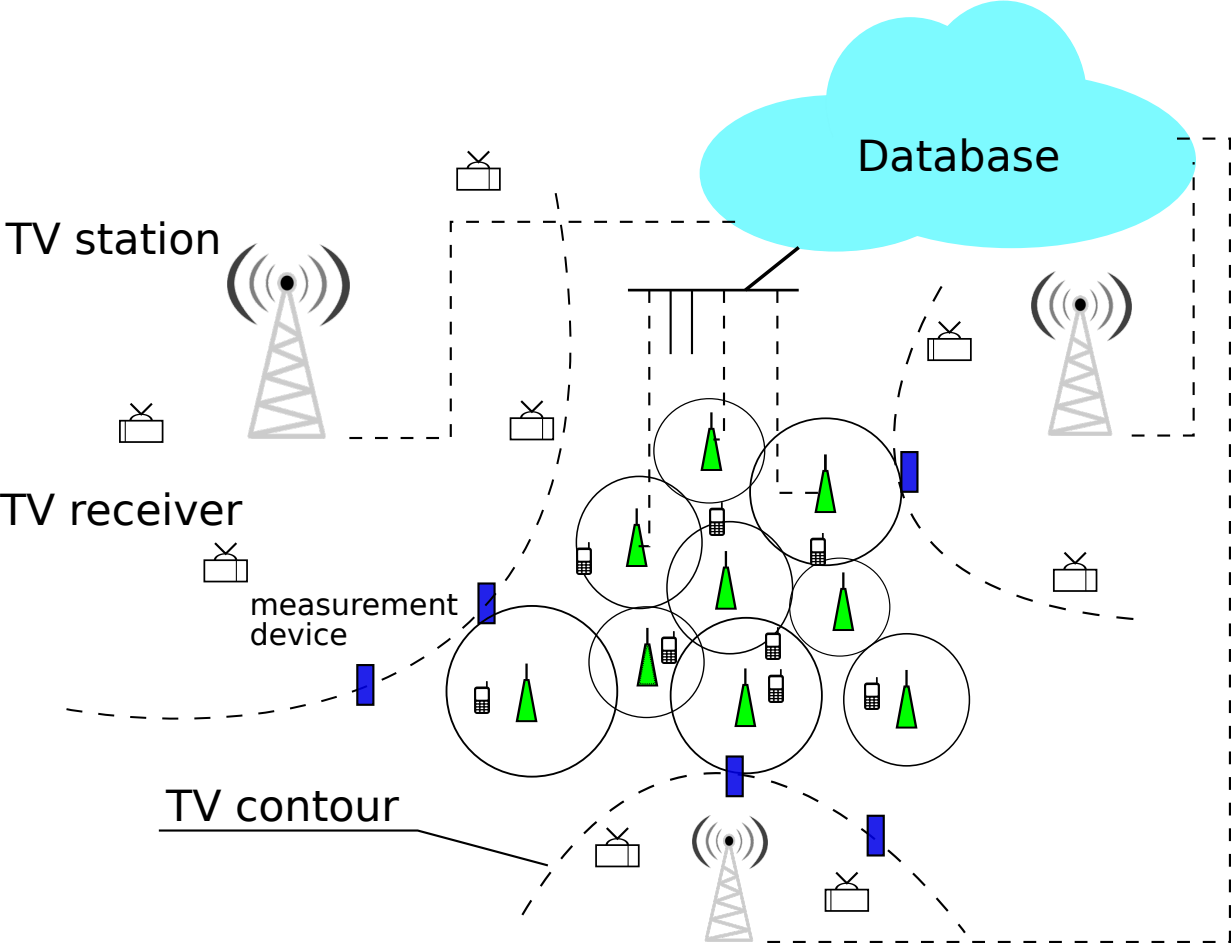 Database
TV station
TV receiver
measurement
device
TV contour